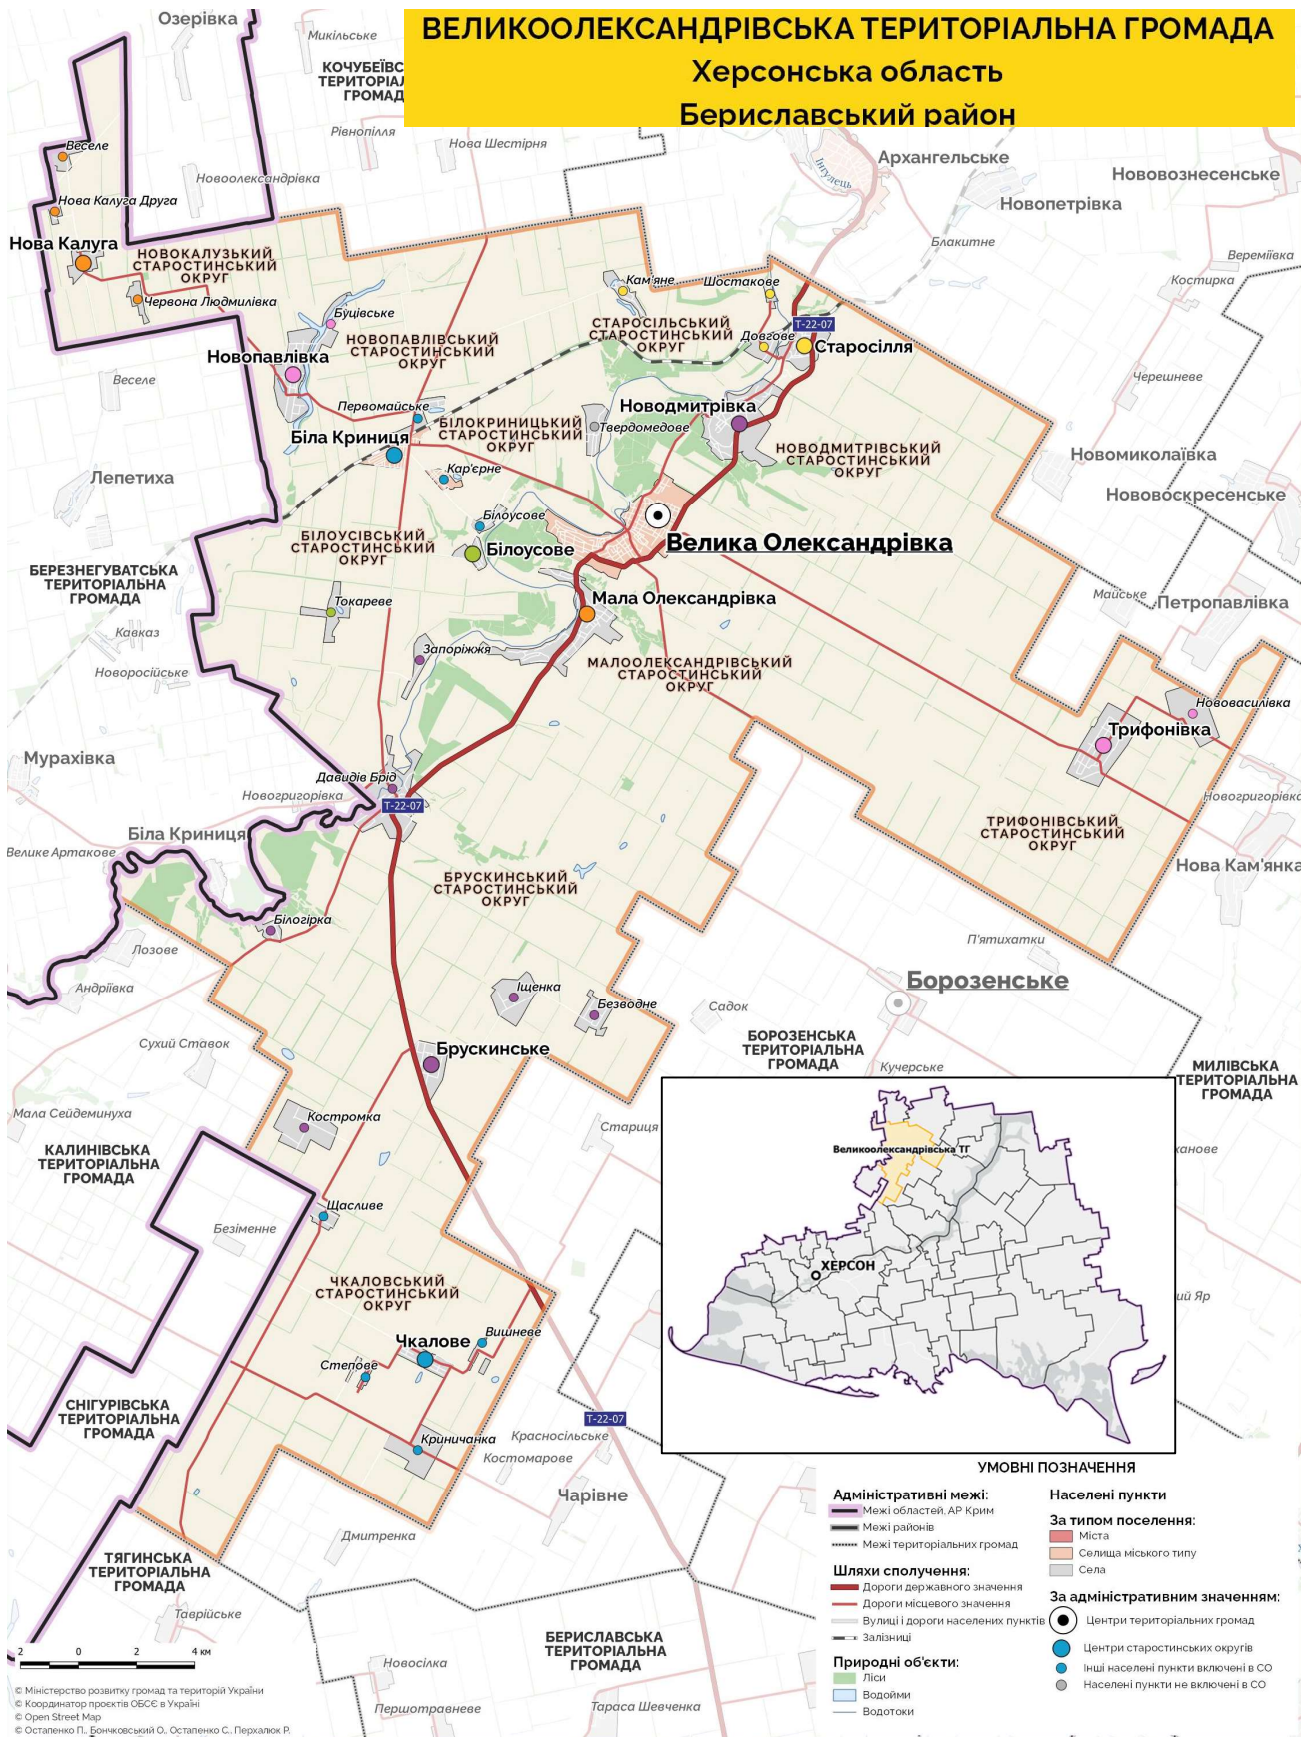 ВЕЛИКООЛЕКСАНДРІВСЬКА ТЕРИТОРІАЛЬНА ГРОМАДА
Херсонська область
Бериславський район
Озерівка
Микільське
КОЧУБЕЇВС
ТЕРИТОРІАЛ
ГРОМАД
Рівнопілля
Нова Шестірня
Інгулець
Архангельське
Нововознесенське
Новопетрівка
Веселе
Новоолександрівка
Нова Калуга Друга
Нова Калуга
НОВОКАЛУЗЬКИЙ
СТАРОСТИНСЬКИЙ
ОКРУГ
Червона Людмилівка
Блакитне
Веремїівка
Костирка
Кам'яне
Шостакове
Буцівське
НОВОПАВЛІВСЬКИЙ
СТАРОСТИНСЬКИЙ
ОКРУГ
СТАРОСІЛЬСЬКИЙ
СТАРОСТИНСЬКИЙ
ОКРУГ
Т-22-07
Довгове
Старосілля
Новопавлівка
Веселе
Черешневе
Первомайське
Новодмитрівка
БІЛОКРИНИЦЬКИЙ
СТАРОСТИНСЬКИЙ
ОКРУГ
Твердомедове
Біла Криниця
НОВОДМИТРІВСЬКИЙ
СТАРОСТИНСЬКИЙ
ОКРУГ
Новомиколаївка
Кар'єрне
Лепетиха
Нововоскресенське
Білоусове
БІЛОУСІВСЬКИЙ
СТАРОСТИНСЬКИЙ
ОКРУГ
Білоусове
Велика Олександрівка
БЕРЕЗНЕГУВАТСЬКА
ТЕРИТОРІАЛЬНА
ГРОМАДА
Токареве
Мала Олександрівка
Майське
Петропавлівка
Кавказ
Запоріжжя
Новоросійське
МАЛООЛЕКСАНДРІВСЬКИЙ
СТАРОСТИНСЬКИЙ
ОКРУГ
Нововасилівка
Трифонівка
Мурахівка
Давидів Брід
Новогригорівка
Т-22-07
Новогригорівка
Біла Криниця
ТРИФОНІВСЬКИЙ
СТАРОСТИНСЬКИЙ
ОКРУГ
Велике Артакове
Нова Кам'янка
БРУСКИНСЬКИЙ
СТАРОСТИНСЬКИЙ
ОКРУГ
Білогірка
Лозове
П'ятихатки
Андріївка
Борозенське
Іщенка
Безводне
Садок
Сухий Ставок
Брускинське
БОРОЗЕНСЬКА
ТЕРИТОРІАЛЬНА
ГРОМАДА
Кучерське
МИЛІВСЬКА
ТЕРИТОРІАЛЬНА
ГРОМАДА
Мала Сейдеминуха
Костромка
Стариця
КАЛИНІВСЬКА
ТЕРИТОРІАЛЬНА
ГРОМАДА
Великоолександрівська ТГ
канове
Щасливе
Безіменне
ХЕРСОН
ЧКАЛОВСЬКИЙ
СТАРОСТИНСЬКИЙ
ОКРУГ
ий Яр
Чкалове
Вишневе
Степове
СНІГУРІВСЬКА
ТЕРИТОРІАЛЬНА
ГРОМАДА
Т-22-07
Криничанка
Красносільське
Костомарове
Чарівне
Дмитренка
ТЯГИНСЬКА
ТЕРИТОРІАЛЬНА
ГРОМАДА
Таврійське
БЕРИСЛАВСЬКА
ТЕРИТОРІАЛЬНА
ГРОМАДА
Новосілка
Першотравневе
Тараса Шевченка
УМОВНІ ПОЗНАЧЕННЯ
Адміністративні межі:
Межі областей, АР Крим
Межі районів
Межі територіальних громад
Шляхи сполучення:
Дороги державного значення
Дороги місцевого значення
Вулиці і дороги населених пунктів
Залізниці
Природні об'єкти:
Ліси
Водойми
Водотоки
Населені пункти
За типом поселення:
Міста
Селища міського типу
Села
За адміністративним значенням:
Центри територіальних громад
Центри старостинських округів
Інші населені пункти включені в СО
Населені пункти не включені в СО
2 0 2 4 км
© Міністерство розвитку громад та територій України
© Координатор проєктів ОБСЄ в Україні
© Open Street Map
© Остапенко П., Бончковський О., Остапенко С., Перхалюк Р.